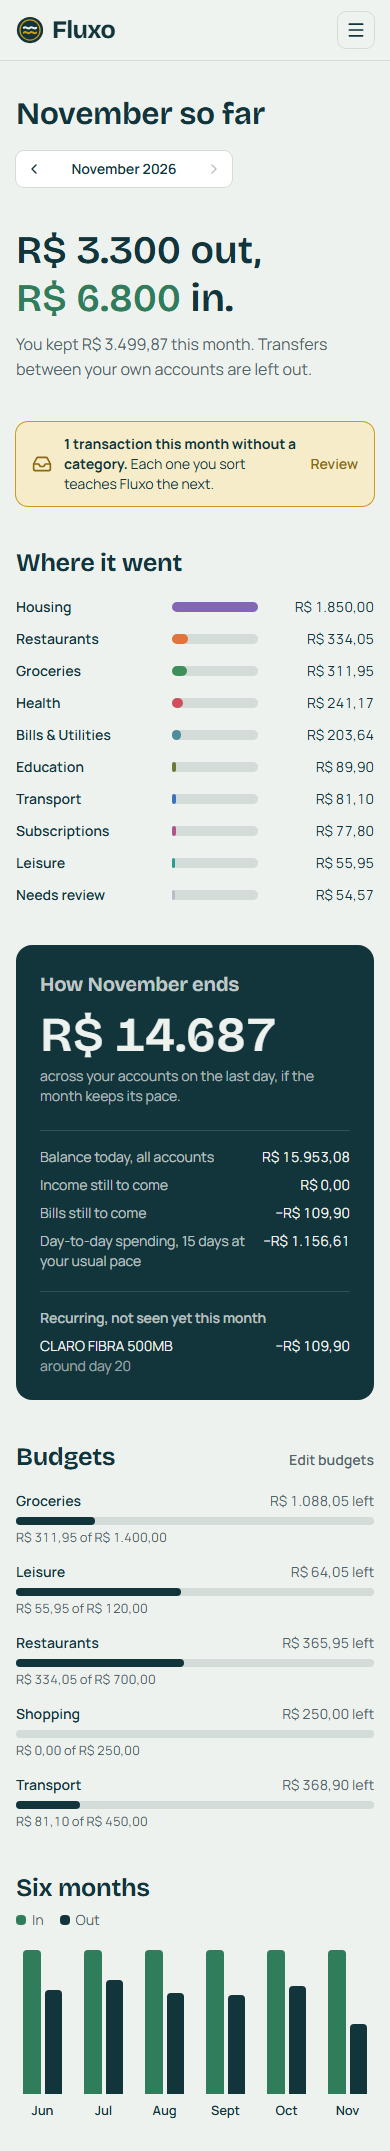 Fluxo
November so far
November 2026
R$ 3.300 out,
R$ 6.800 in.
You kept R$ 3.499,87 this month. Transfers
between your own accounts are left out.
1 transaction this month without a
category. Each one you sort
teaches Fluxo the next.
Review
Where it went
Housing R$ 1.850,00
Restaurants R$ 334,05
Groceries R$ 311,95
Health R$ 241,17
Bills & Utilities R$ 203,64
Education R$ 89,90
Transport R$ 81,10
Subscriptions R$ 77,80
Leisure R$ 55,95
Needs review R$ 54,57
How November ends
R$ 14.687
across your accounts on the last day, if the
month keeps its pace.
Balance today, all accounts R$ 15.953,08
Income still to come R$ 0,00
Bills still to come −R$ 109,90
Day-to-day spending, 15 days at −R$ 1.156,61
your usual pace
Recurring, not seen yet this month
CLARO FIBRA 500MB −R$ 109,90
around day 20
Budgets Edit budgets
Groceries R$ 1.088,05 left
R$ 311,95 of R$ 1.400,00
Leisure R$ 64,05 left
R$ 55,95 of R$ 120,00
Restaurants R$ 365,95 left
R$ 334,05 of R$ 700,00
Shopping R$ 250,00 left
R$ 0,00 of R$ 250,00
Transport R$ 368,90 left
R$ 81,10 of R$ 450,00
Six months
In Out
Jun Jul Aug Sept Oct Nov